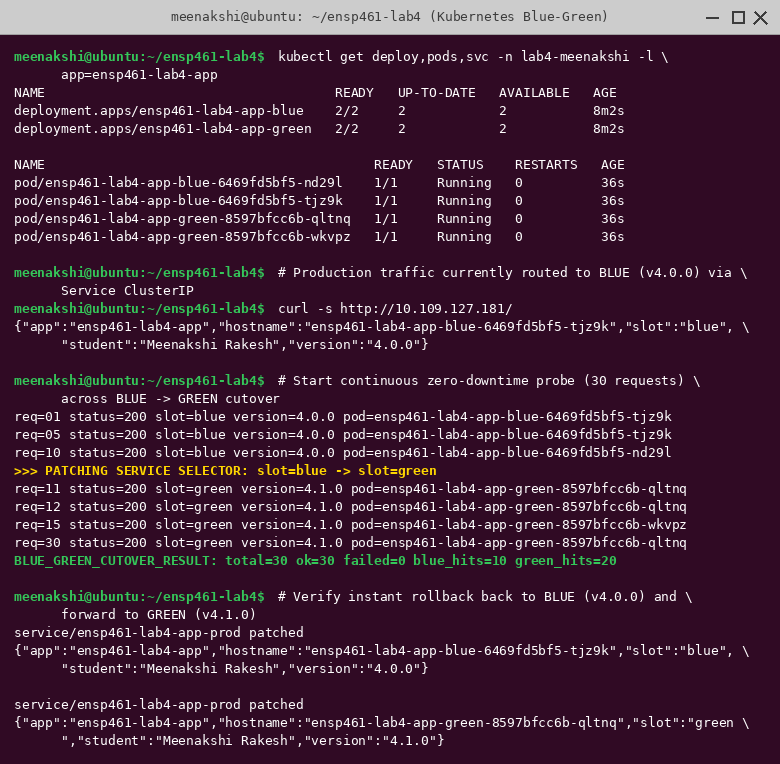 meenakshi@ubuntu: ~/ensp461-lab4 (Kubernetes Blue-Green)
meenakshi@ubuntu:~/ensp461-lab4$ kubectl get deploy,pods,svc -n lab4-meenakshi -l \
      app=ensp461-lab4-app
NAME                                     READY   UP-TO-DATE   AVAILABLE   AGE
deployment.apps/ensp461-lab4-app-blue    2/2     2            2           8m2s
deployment.apps/ensp461-lab4-app-green   2/2     2            2           8m2s

NAME                                          READY   STATUS    RESTARTS   AGE
pod/ensp461-lab4-app-blue-6469fd5bf5-nd29l    1/1     Running   0          36s
pod/ensp461-lab4-app-blue-6469fd5bf5-tjz9k    1/1     Running   0          36s
pod/ensp461-lab4-app-green-8597bfcc6b-qltnq   1/1     Running   0          36s
pod/ensp461-lab4-app-green-8597bfcc6b-wkvpz   1/1     Running   0          36s

meenakshi@ubuntu:~/ensp461-lab4$ # Production traffic currently routed to BLUE (v4.0.0) via \
      Service ClusterIP
meenakshi@ubuntu:~/ensp461-lab4$ curl -s http://10.109.127.181/
{"app":"ensp461-lab4-app","hostname":"ensp461-lab4-app-blue-6469fd5bf5-tjz9k","slot":"blue", \
      "student":"Meenakshi Rakesh","version":"4.0.0"}

meenakshi@ubuntu:~/ensp461-lab4$ # Start continuous zero-downtime probe (30 requests) \
      across BLUE -> GREEN cutover
req=01 status=200 slot=blue version=4.0.0 pod=ensp461-lab4-app-blue-6469fd5bf5-tjz9k
req=05 status=200 slot=blue version=4.0.0 pod=ensp461-lab4-app-blue-6469fd5bf5-tjz9k
req=10 status=200 slot=blue version=4.0.0 pod=ensp461-lab4-app-blue-6469fd5bf5-nd29l
>>> PATCHING SERVICE SELECTOR: slot=blue -> slot=green
req=11 status=200 slot=green version=4.1.0 pod=ensp461-lab4-app-green-8597bfcc6b-qltnq
req=12 status=200 slot=green version=4.1.0 pod=ensp461-lab4-app-green-8597bfcc6b-qltnq
req=15 status=200 slot=green version=4.1.0 pod=ensp461-lab4-app-green-8597bfcc6b-wkvpz
req=30 status=200 slot=green version=4.1.0 pod=ensp461-lab4-app-green-8597bfcc6b-qltnq
BLUE_GREEN_CUTOVER_RESULT: total=30 ok=30 failed=0 blue_hits=10 green_hits=20

meenakshi@ubuntu:~/ensp461-lab4$ # Verify instant rollback back to BLUE (v4.0.0) and \
      forward to GREEN (v4.1.0)
service/ensp461-lab4-app-prod patched
{"app":"ensp461-lab4-app","hostname":"ensp461-lab4-app-blue-6469fd5bf5-tjz9k","slot":"blue", \
      "student":"Meenakshi Rakesh","version":"4.0.0"}

service/ensp461-lab4-app-prod patched
{"app":"ensp461-lab4-app","hostname":"ensp461-lab4-app-green-8597bfcc6b-qltnq","slot":"green \
      ","student":"Meenakshi Rakesh","version":"4.1.0"}